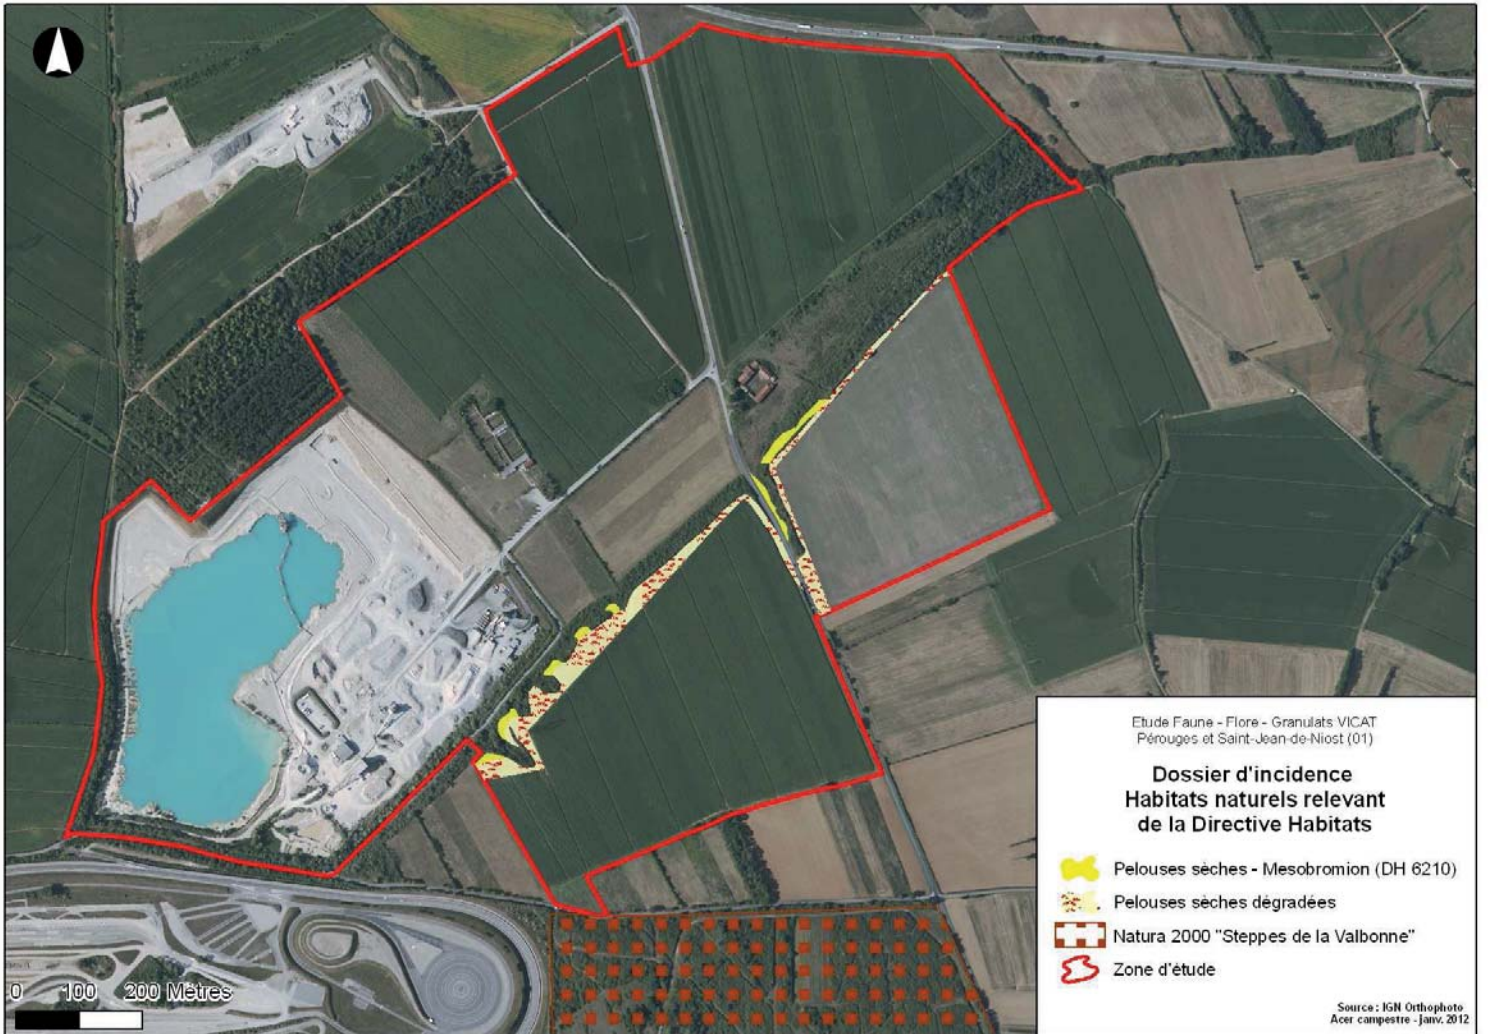 Etude Faune - Flore - Granulats VICAT
Pérouges et Saint-Jean-de-Niost (01)
Dossier d'incidence
Habitats naturels relevant
de la Directive Habitats
Pelouses sèches - Mesobromion (DH 6210)
Pelouses sèches dégradées
Natura 2000 "Steppes de la Valbonne"
Zone d'étude
0 100 200 Mètres
Source : IGN Orthophoto
Acer campestre - Janv. 2012